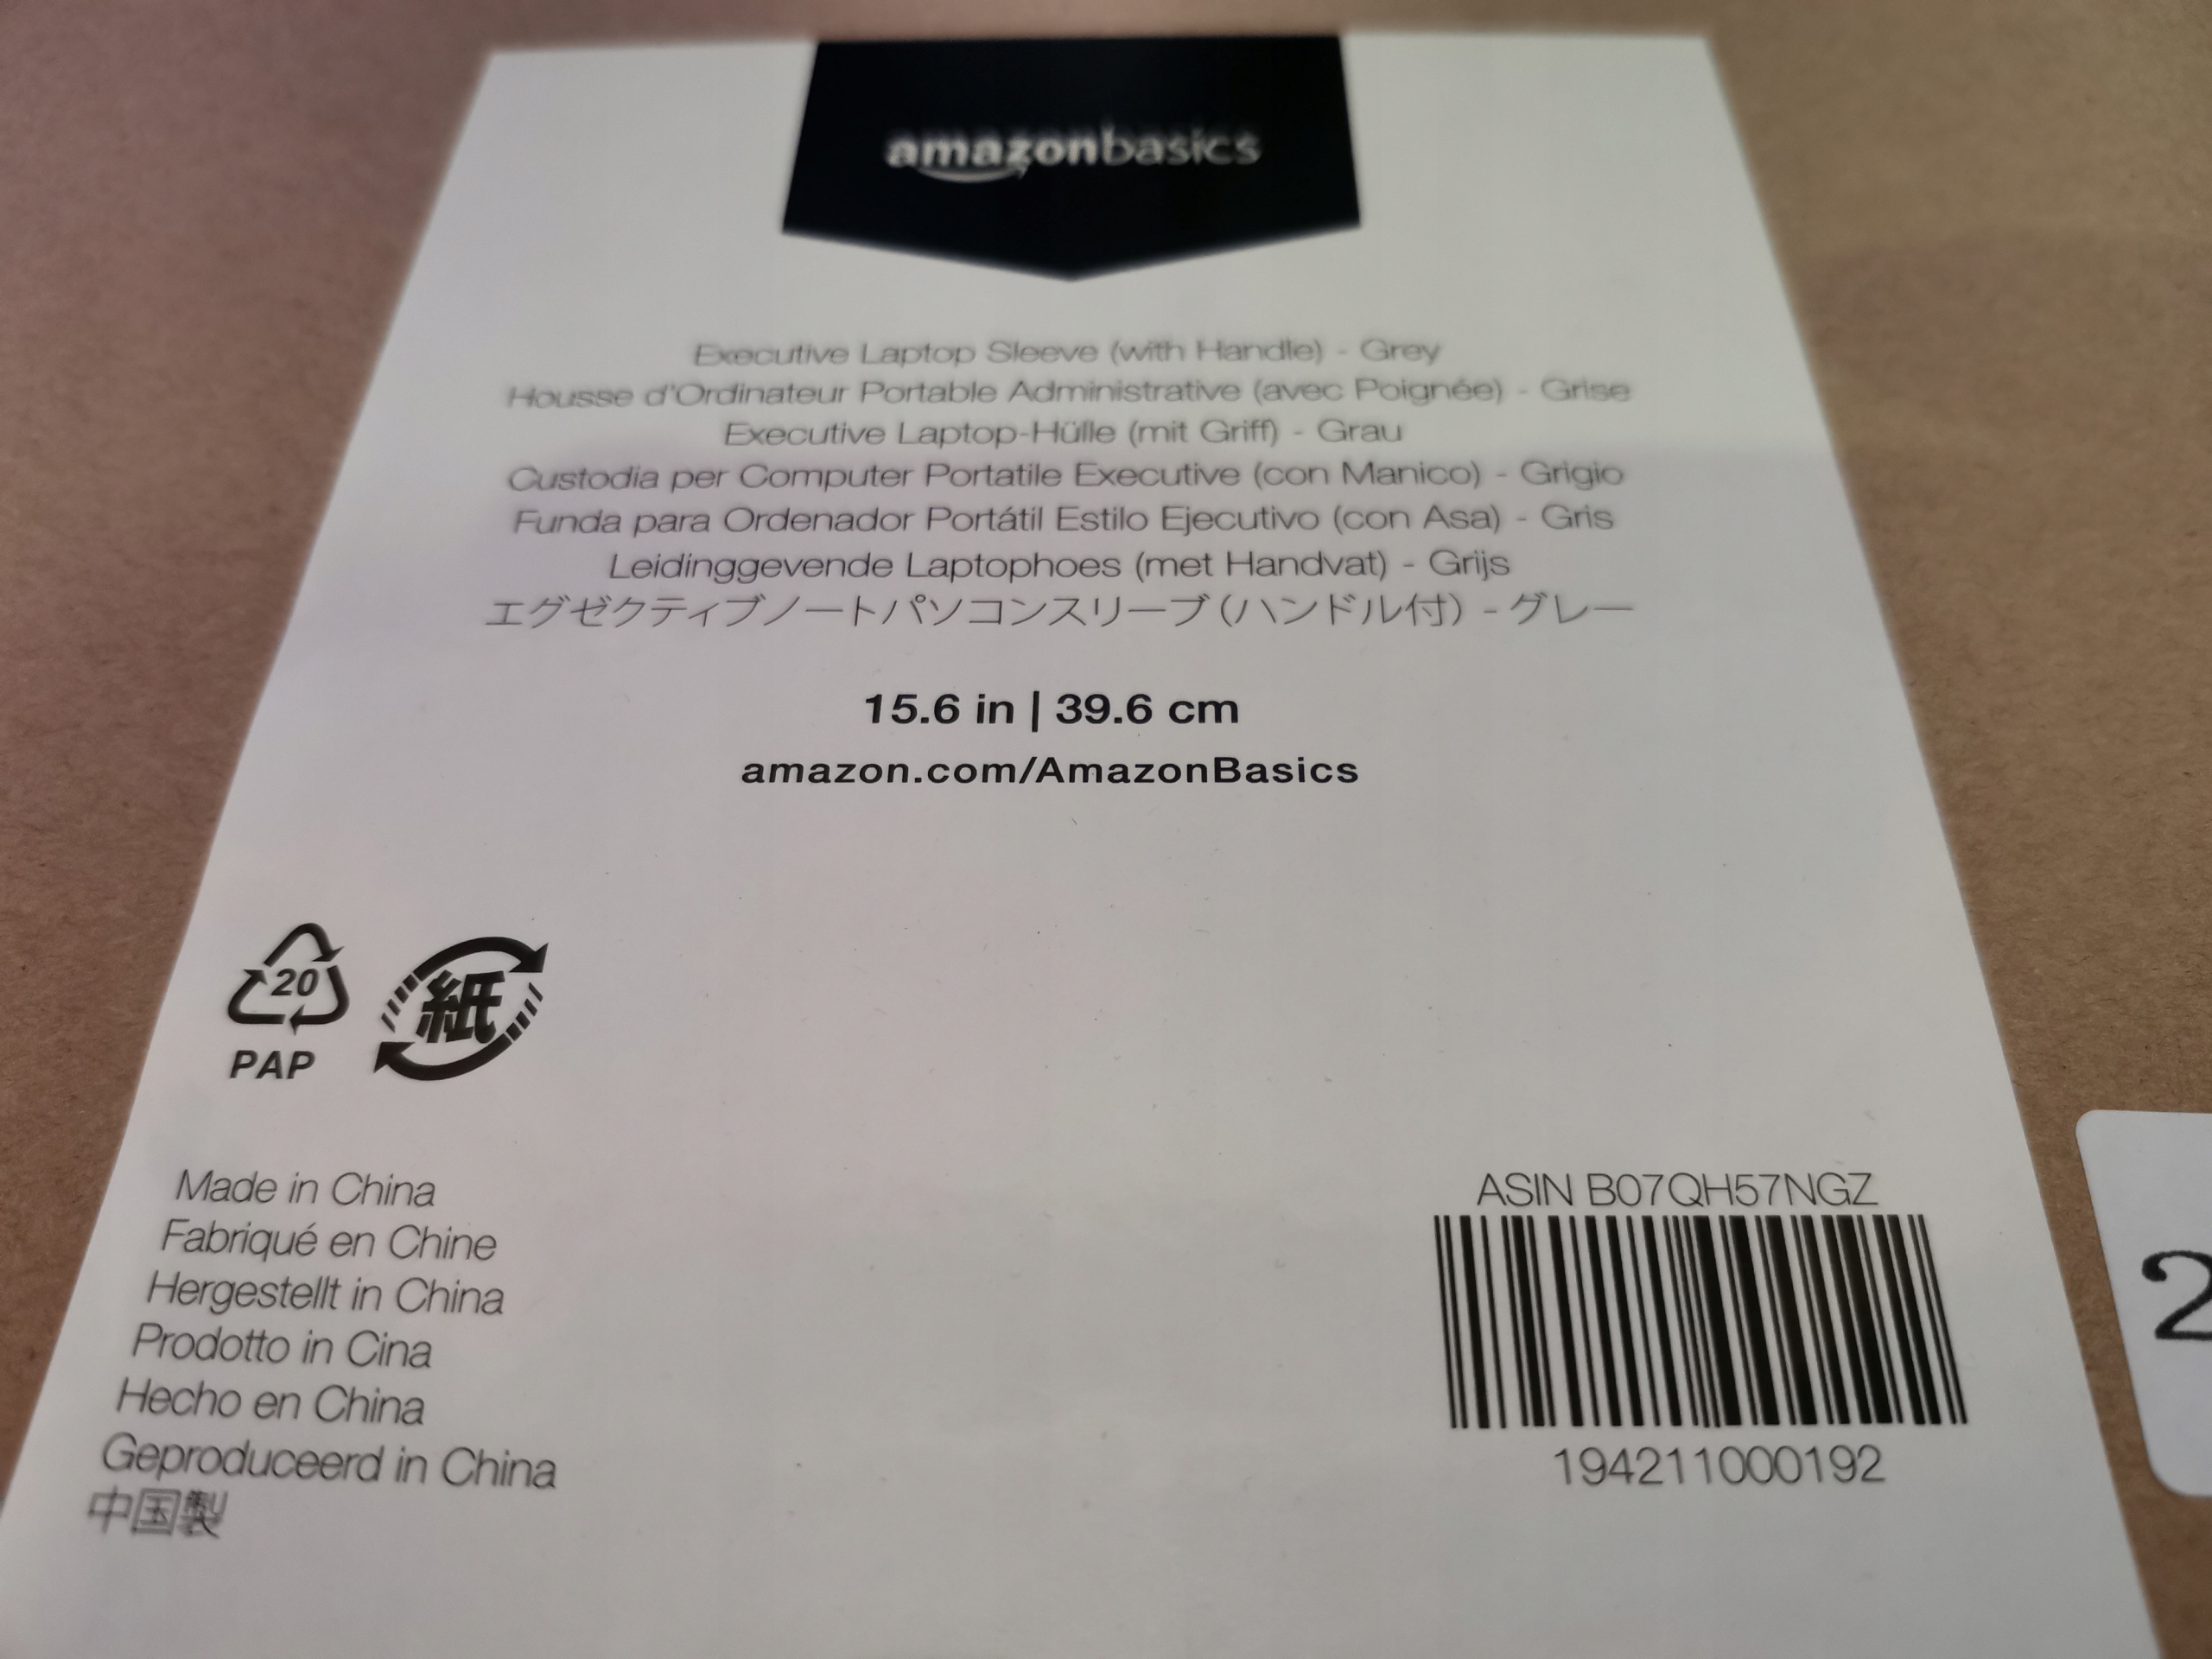 amazonbasics
Executive Laptop Sleeve (with Handle) - Grey
Housse d'Ordinateur Portable Administrative (avec Poignée) - Grise
Executive Laptop-Hülle (mit Griff) - Grau
Custodia per Computer Portatile Executive (con Manico) - Grigio
Funda para Ordenador Portátil Estilo Ejecutivo (con Asa) - Gris
Leidinggevende Laptophoes (met Handvat) - Grijs
エグゼクティブノートパソコンスリーブ(ハンドル付) - グレー
15.6 in | 39.6 cm
amazon.com/AmazonBasics
20
PAP
紙
Made in China
Fabriqué en Chine
Hergestellt in China
Prodotto in Cina
Hecho en China
Geproduceerd in China
中国製
ASIN B07QH57NGZ
194211000192
2